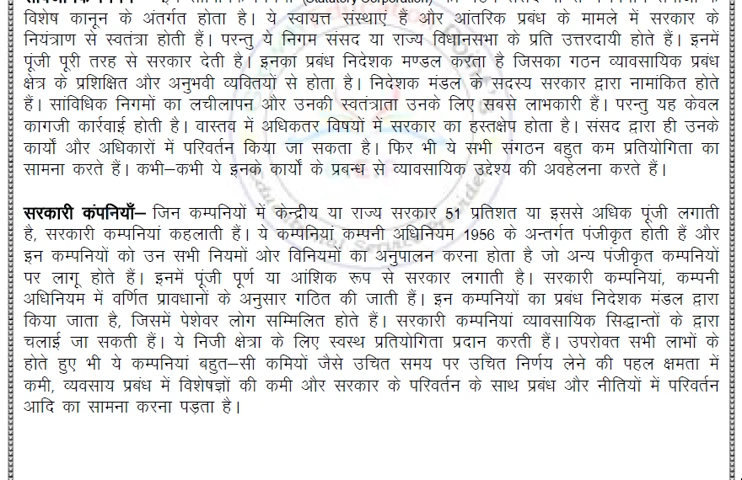 (Statutory Corporation)
विशेष कानून के अंतर्गत होता है। ये स्वायत्त संस्थाएं हैं और आंतरिक प्रबंध के मामले में सरकार के
नियंत्राण से स्वतंत्रा होती हैं। परन्तु ये निगम संसद या राज्य विधानसभा के प्रति उत्तरदायी होते हैं। इनमें
पूंजी पूरी तरह से सरकार देती है। इनका प्रबंध निदेशक मण्डल करता है जिसका गठन व्यावसायिक प्रबंध
क्षेत्र के प्रशिक्षित और अनुभवी व्यक्तियों से होता है। निदेशक मंडल के सदस्य सरकार द्वारा नामांकित होते
हैं। सांविधिक निगमों का लचीलापन और उनकी स्वतंत्राता उनके लिए सबसे लाभकारी हैं। परन्तु यह केवल
कागजी कार्रवाई होती है। वास्तव में अधिकतर विषयों में सरकार का हस्तक्षेप होता है। संसद द्वारा ही उनके
कार्यों और अधिकारों में परिवर्तन किया जा सकता है। फिर भी ये सभी संगठन बहुत कम प्रतियोगिता का
सामना करते हैं। कभी–कभी ये इनके कार्यों के प्रबन्ध से व्यावसायिक उद्देश्य की अवहेलना करते हैं।
सरकारी कंपनियाँ– जिन कम्पनियों में केन्द्रीय या राज्य सरकार 51 प्रतिशत या इससे अधिक पूंजी लगाती
है, सरकारी कम्पनियां कहलाती हैं। ये कम्पनियां कम्पनी अधिनियम 1956 के अन्तर्गत पंजीकृत होती हैं और
इन कम्पनियों को उन सभी नियमों ओर विनियमों का अनुपालन करना होता है जो अन्य पंजीकृत कम्पनियों
पर लागू होते हैं। इनमें पूंजी पूर्ण या आंशिक रूप से सरकार लगाती है। सरकारी कम्पनियां, कम्पनी
अधिनियम में वर्णित प्रावधानों के अनुसार गठित की जाती हैं। इन कम्पनियों का प्रबंध निदेशक मंडल द्वारा
किया जाता है, जिसमें पेशेवर लोग सम्मिलित होते हैं। सरकारी कम्पनियां व्यावसायिक सिद्धान्तों के द्वारा
चलाई जा सकती हैं। ये निजी क्षेत्रा के लिए स्वस्थ प्रतियोगिता प्रदान करती हैं। उपरोक्त सभी लाभों के
होते हुए भी ये कम्पनियां बहुत–सी कमियों जैसे उचित समय पर उचित निर्णय लेने की पहल क्षमता में
कमी, व्यवसाय प्रबंध में विशेषज्ञों की कमी और सरकार के परिवर्तन के साथ प्रबंध और नीतियों में परिवर्तन
आदि का सामना करना पड़ता है।